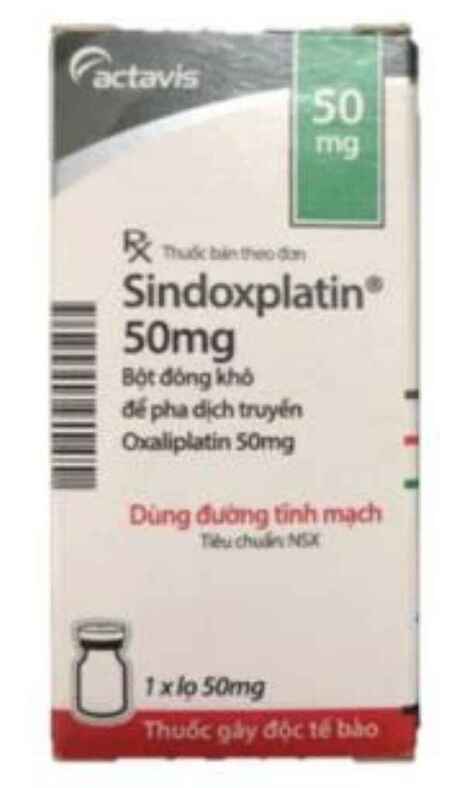 actavis
50
mg
Rx Thuốc bán theo đơn
Sindoxplatin®
50mg
Bột đông khô
để pha dịch truyền
Oxaliplatin 50mg
Dùng đường tĩnh mạch
Tiêu chuẩn: NSX
1 x lọ 50mg
Thuốc gây độc tế bào